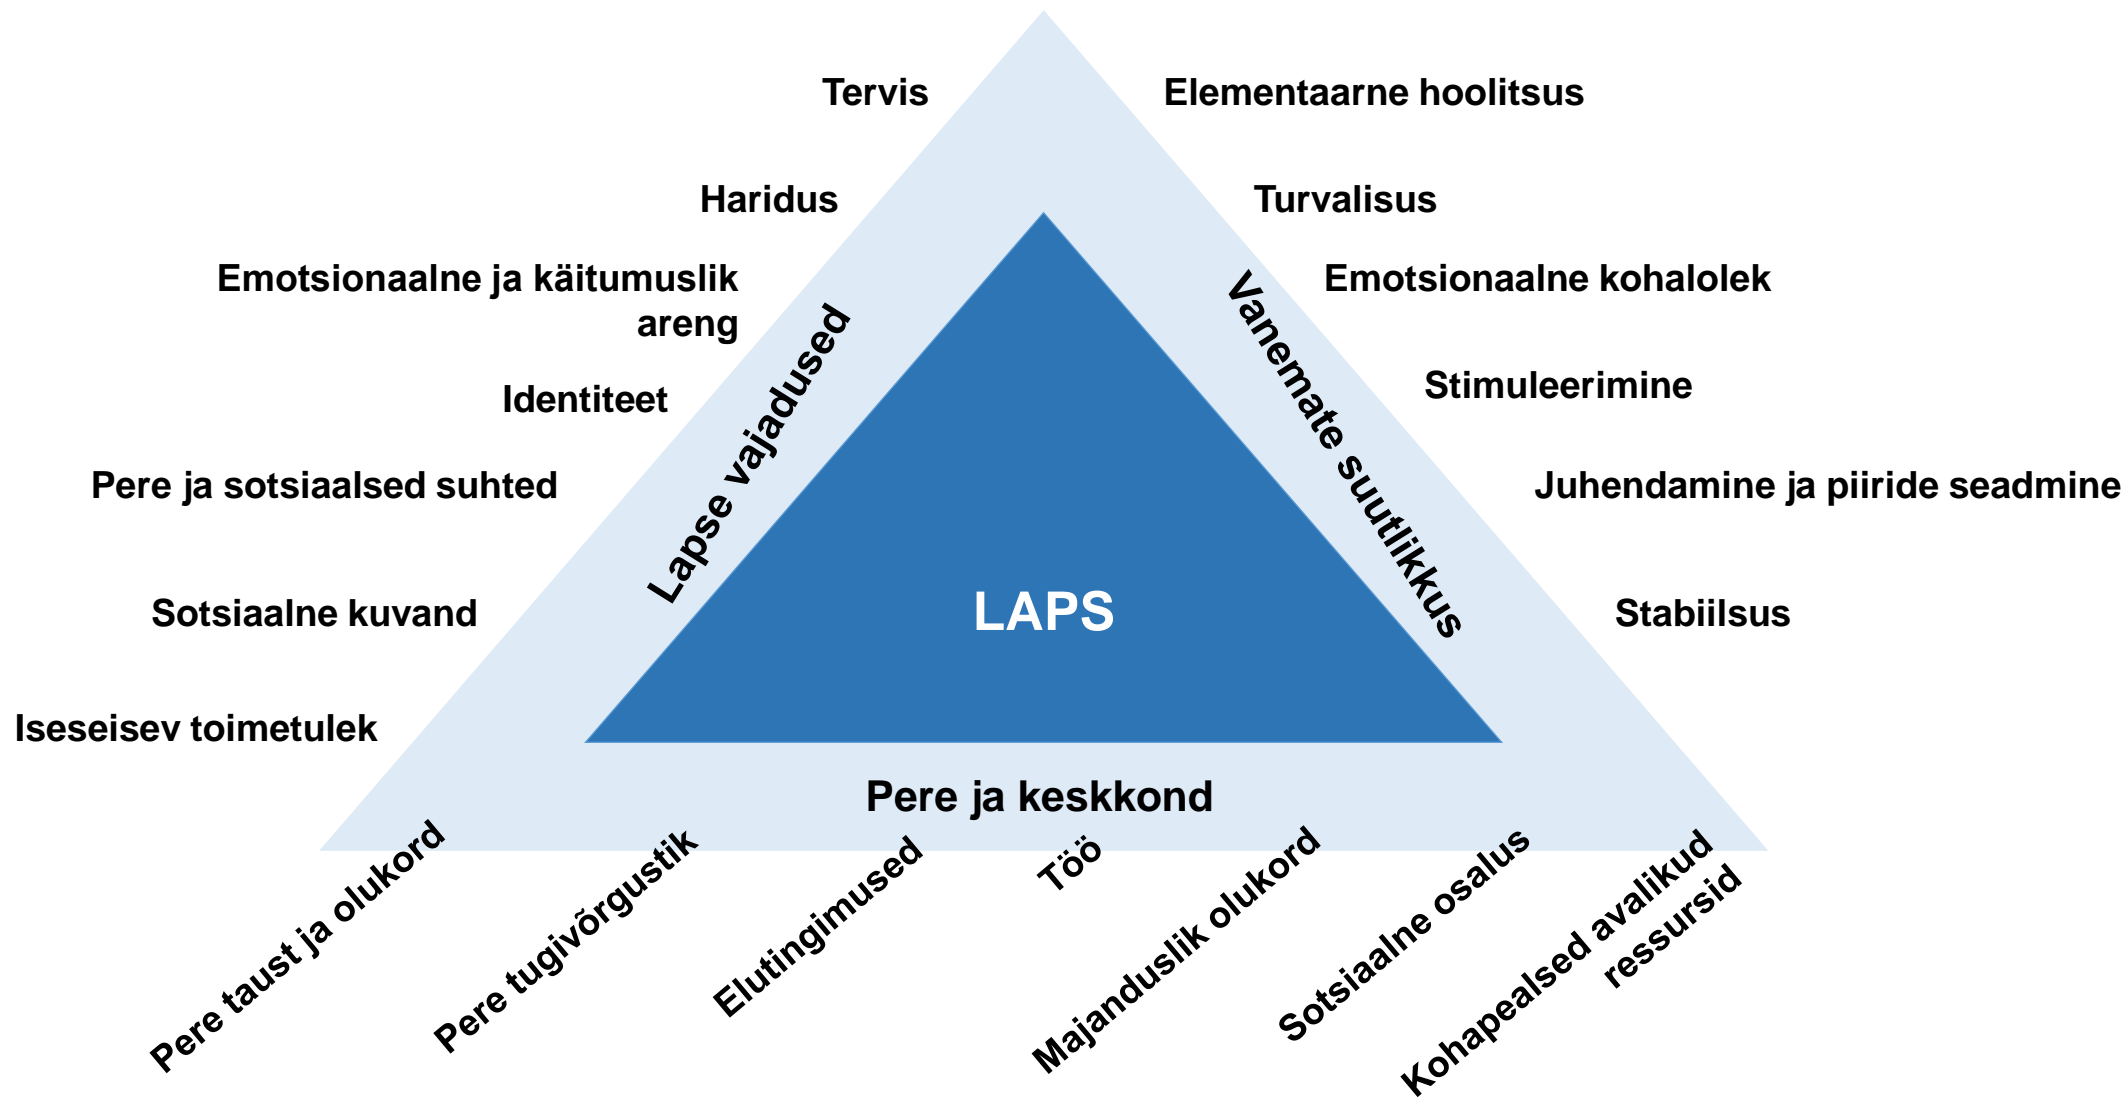 Tervis
Elementaarne hoolitsus
Haridus
Turvalisus
Emotsionaalne ja käitumuslik
areng
Emotsionaalne kohalolek
Identiteet
Stimuleerimine
Lapse vajadused
Vanemate suutlikkus
Pere ja sotsiaalsed suhted
Juhendamine ja piiride seadmine
Sotsiaalne kuvand
LAPS
Stabiilsus
Iseseisev toimetulek
Pere ja keskkond
Pere taust ja olukord
Pere tugivõrgustik
Elutingimused
Töö
Majanduslik olukord
Sotsiaalne osalus
Kohapealsed avalikud
ressursid